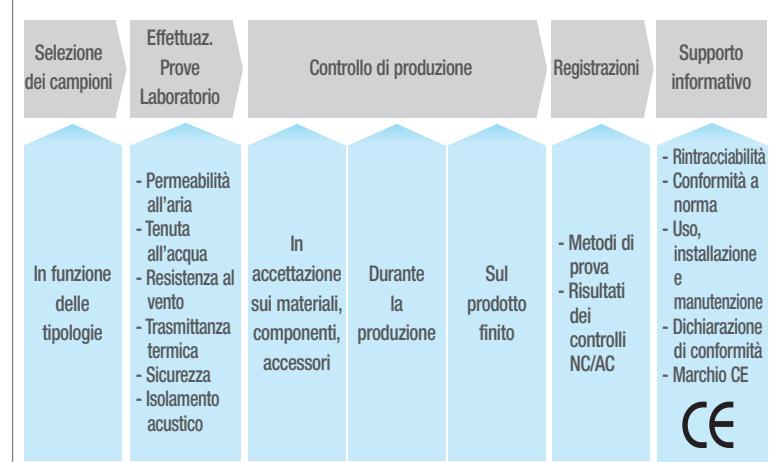 Selezione
dei campioni
Effettuaz.
Prove
Laboratorio
Controllo di produzione
Registrazioni
Supporto
informativo
In funzione
delle
tipologie
- Permeabilità
all'aria
- Tenuta
all'acqua
- Resistenza al
vento
- Trasmittanza
termica
- Sicurezza
- Isolamento
acustico
In
accettazione
sui materiali,
componenti,
accessori
Durante
la
produzione
Sul
prodotto
finito
- Metodi di
prova
- Risultati
dei
controlli
NC/AC
- Rintracciabilità
- Conformità a
norma
- Uso,
installazione
e
manutenzione
- Dichiarazione
di conformità
- Marchio CE
CE